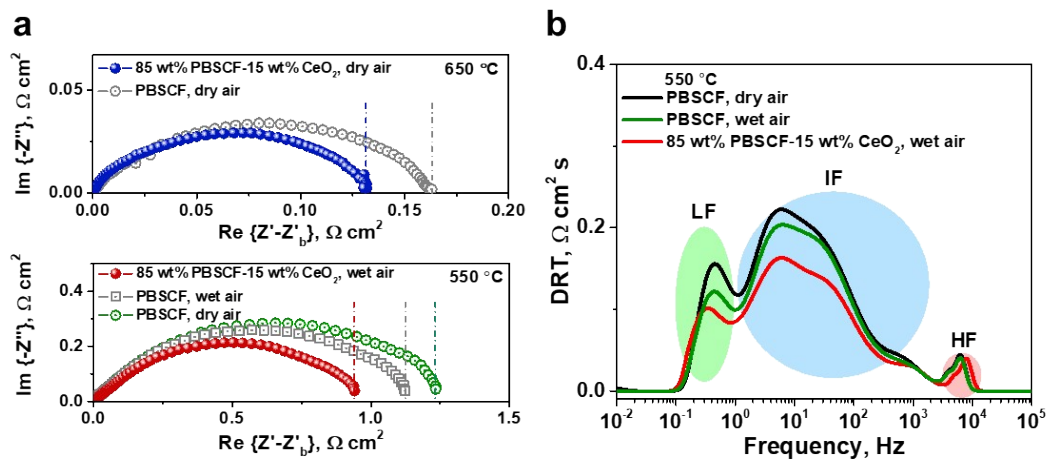 a
Im {-Z''}, Ω cm²
0.05
0.00
85 wt% PBSCF-15 wt% CeO₂, dry air
PBSCF, dry air
650 °C
0.00 0.05 0.10 0.15 0.20
Re {Z'-Z'b}, Ω cm²
Im {-Z''}, Ω cm²
0.4
0.2
0.0
85 wt% PBSCF-15 wt% CeO₂, wet air
PBSCF, wet air
PBSCF, dry air
550 °C
0.0 0.5 1.0 1.5
Re {Z'-Z'b}, Ω cm²
b
DRT, Ω cm² s
0.4
0.2
0.0
550 °C
PBSCF, dry air
PBSCF, wet air
85 wt% PBSCF-15 wt% CeO₂, wet air
LF
IF
HF
10⁻² 10⁻¹ 10⁰ 10¹ 10² 10³ 10⁴ 10⁵
Frequency, Hz